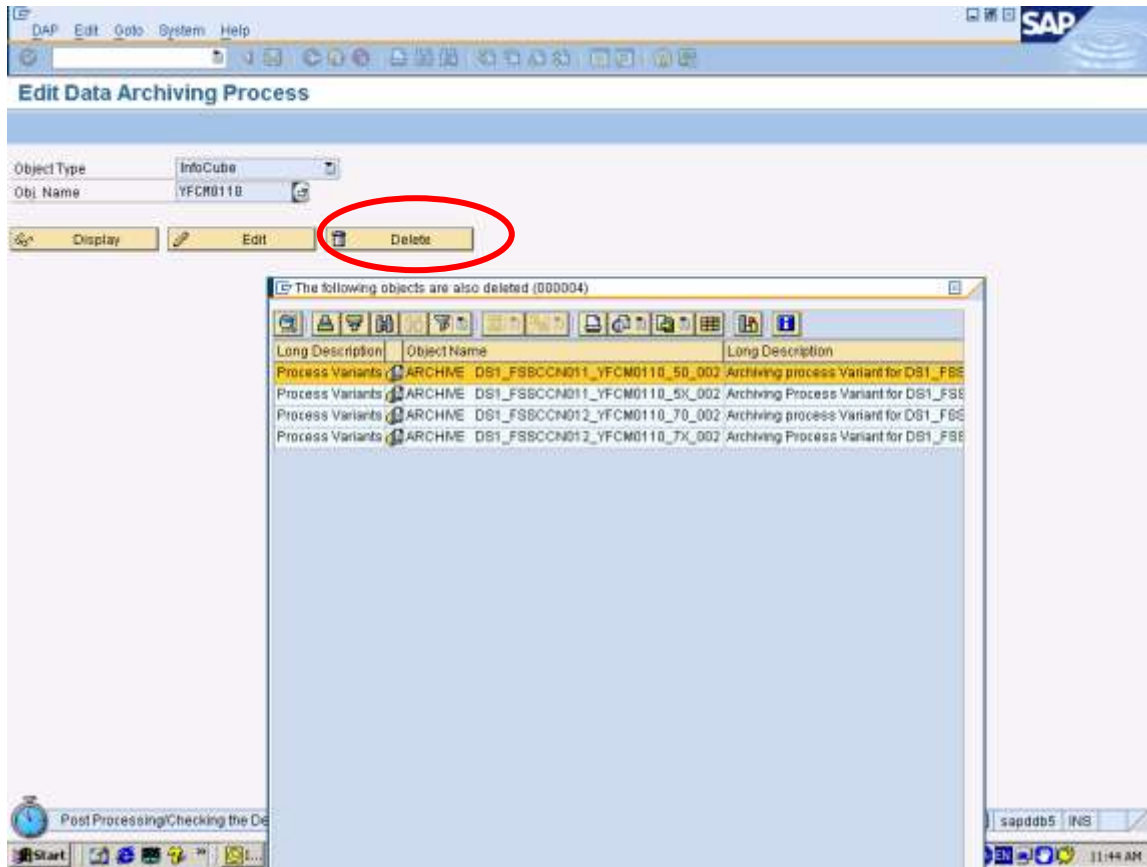 DAP Edit Goto System Help
SAP
Edit Data Archiving Process
Object Type InfoCube
Obj. Name YFCM0110
Display Edit Delete
The following objects are also deleted (000004)
Long Description Object Name Long Description
Process Variants ARCHIVE DS1_FSSCCN011_YFCM0110_50_002 Archiving process Variant for DS1_FSS
Process Variants ARCHIVE DS1_FSSCCN011_YFCM0110_5X_002 Archiving Process Variant for DS1_FSS
Process Variants ARCHIVE DS1_FSSCCN012_YFCM0110_70_002 Archiving process Variant for DS1_FSS
Process Variants ARCHIVE DS1_FSSCCN012_YFCM0110_7X_002 Archiving Process Variant for DS1_FSS
Post Processing/Checking the De sapddb5 INS
Start EN 11:44 AM